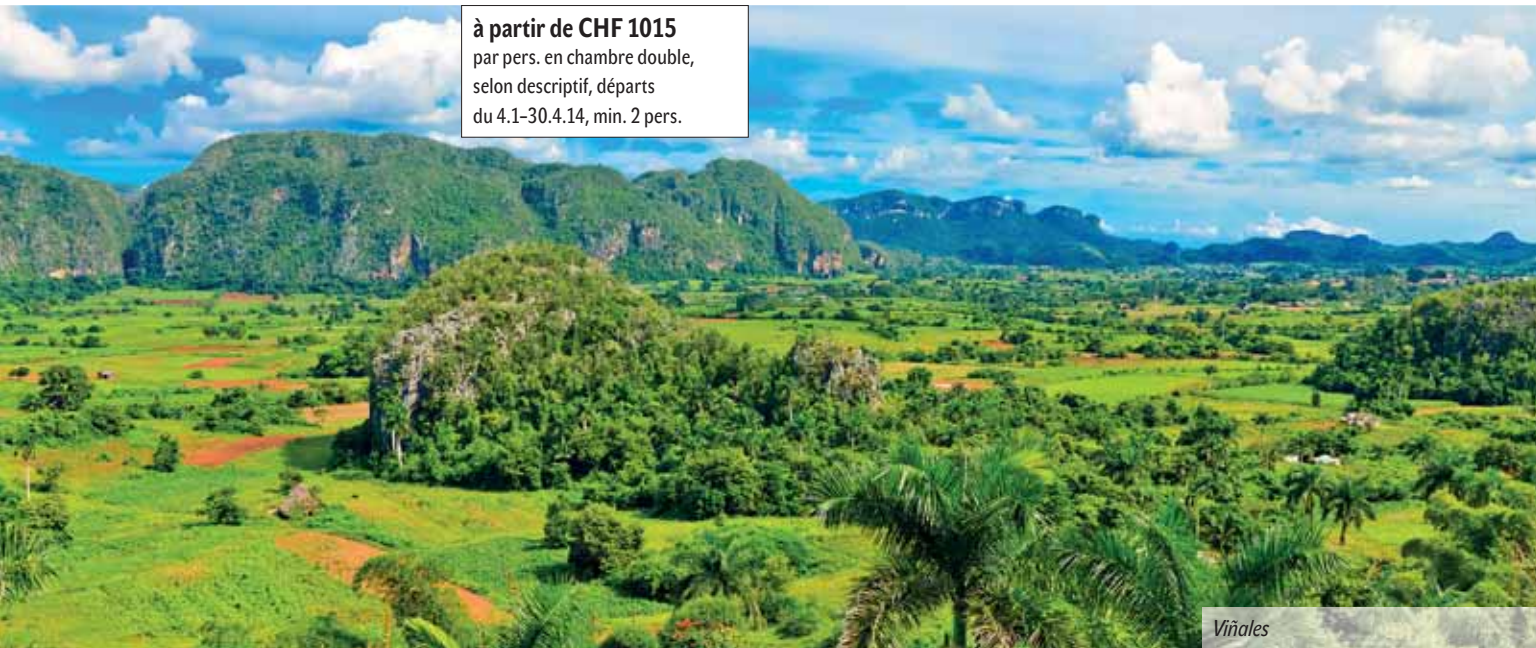 à partir de CHF 1015
par pers. en chambre double,
selon descriptif, départs
du 4.1–30.4.14, min. 2 pers.
Viñales